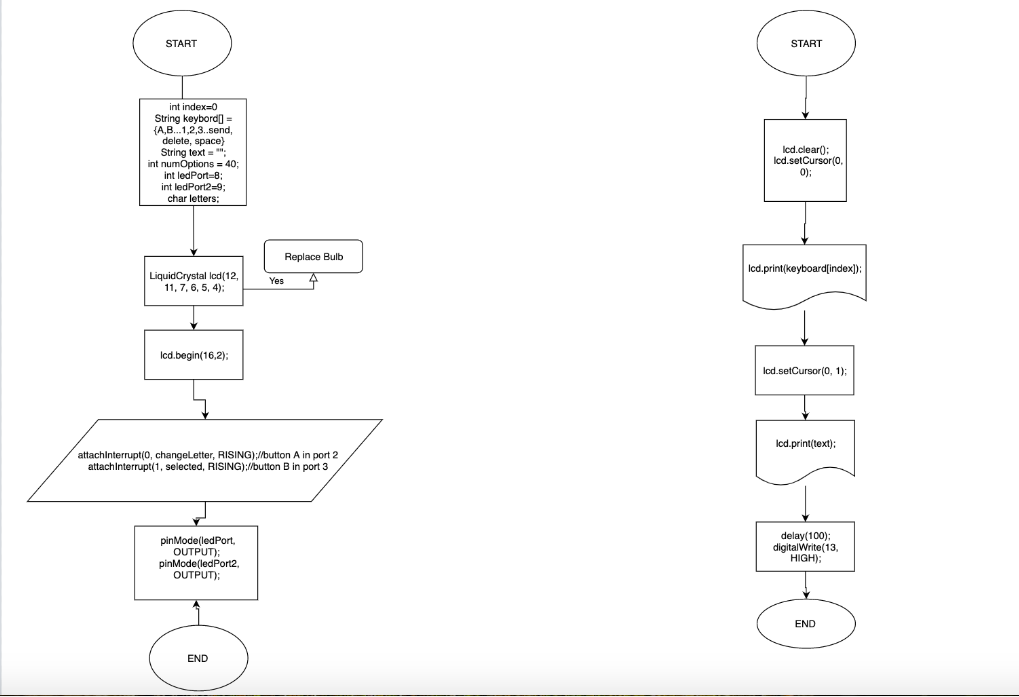 START
int index=0
String keybord[] =
{A,B...1,2,3..send,
delete, space}
String text = "";
int numOptions = 40;
int ledPort=8;
int ledPort2=9;
char letters;
LiquidCrystal lcd(12,
11, 7, 6, 5, 4);
Yes
Replace Bulb
lcd.begin(16,2);
attachInterrupt(0, changeLetter, RISING);//button A in port 2
attachInterrupt(1, selected, RISING);//button B in port 3
pinMode(ledPort,
OUTPUT);
pinMode(ledPort2,
OUTPUT);
END
START
lcd.clear();
lcd.setCursor(0,
0);
lcd.print(keyboard[index]);
lcd.setCursor(0, 1);
lcd.print(text);
delay(100);
digitalWrite(13,
HIGH);
END